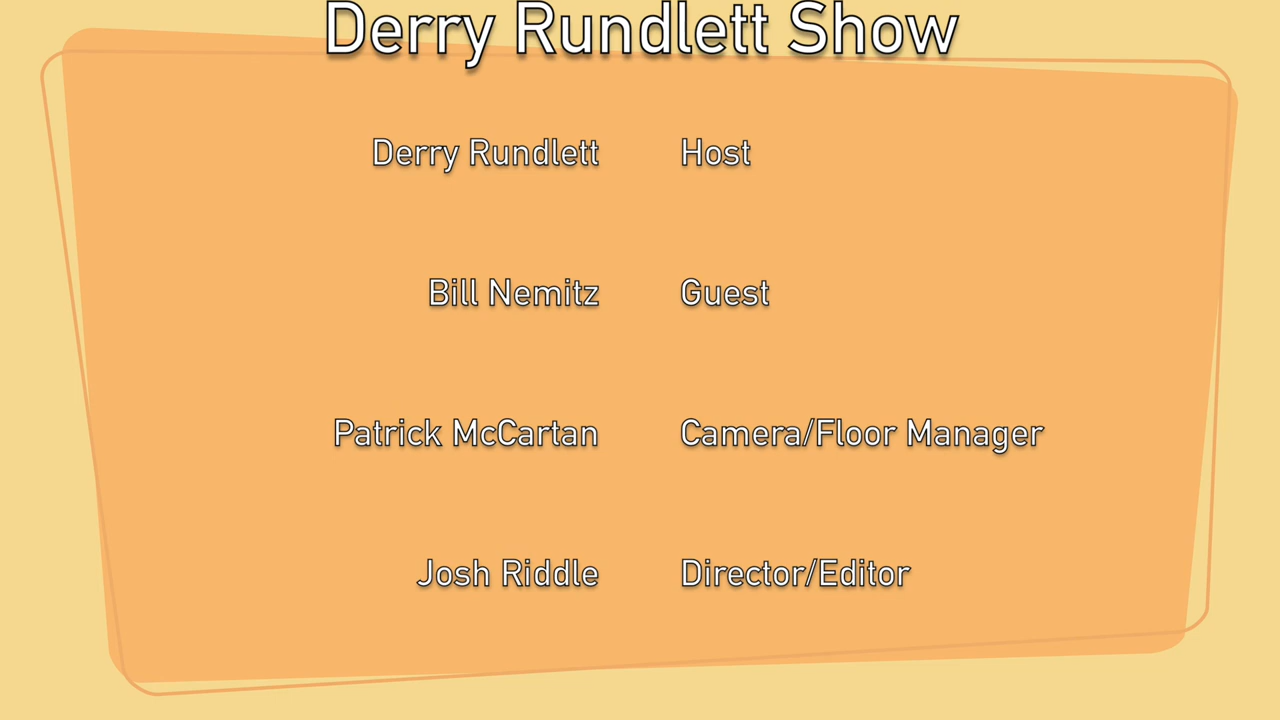 Derry Rundlett Show
Derry Rundlett Host
Bill Nemitz Guest
Patrick McCartan Camera/Floor Manager
Josh Riddle Director/Editor